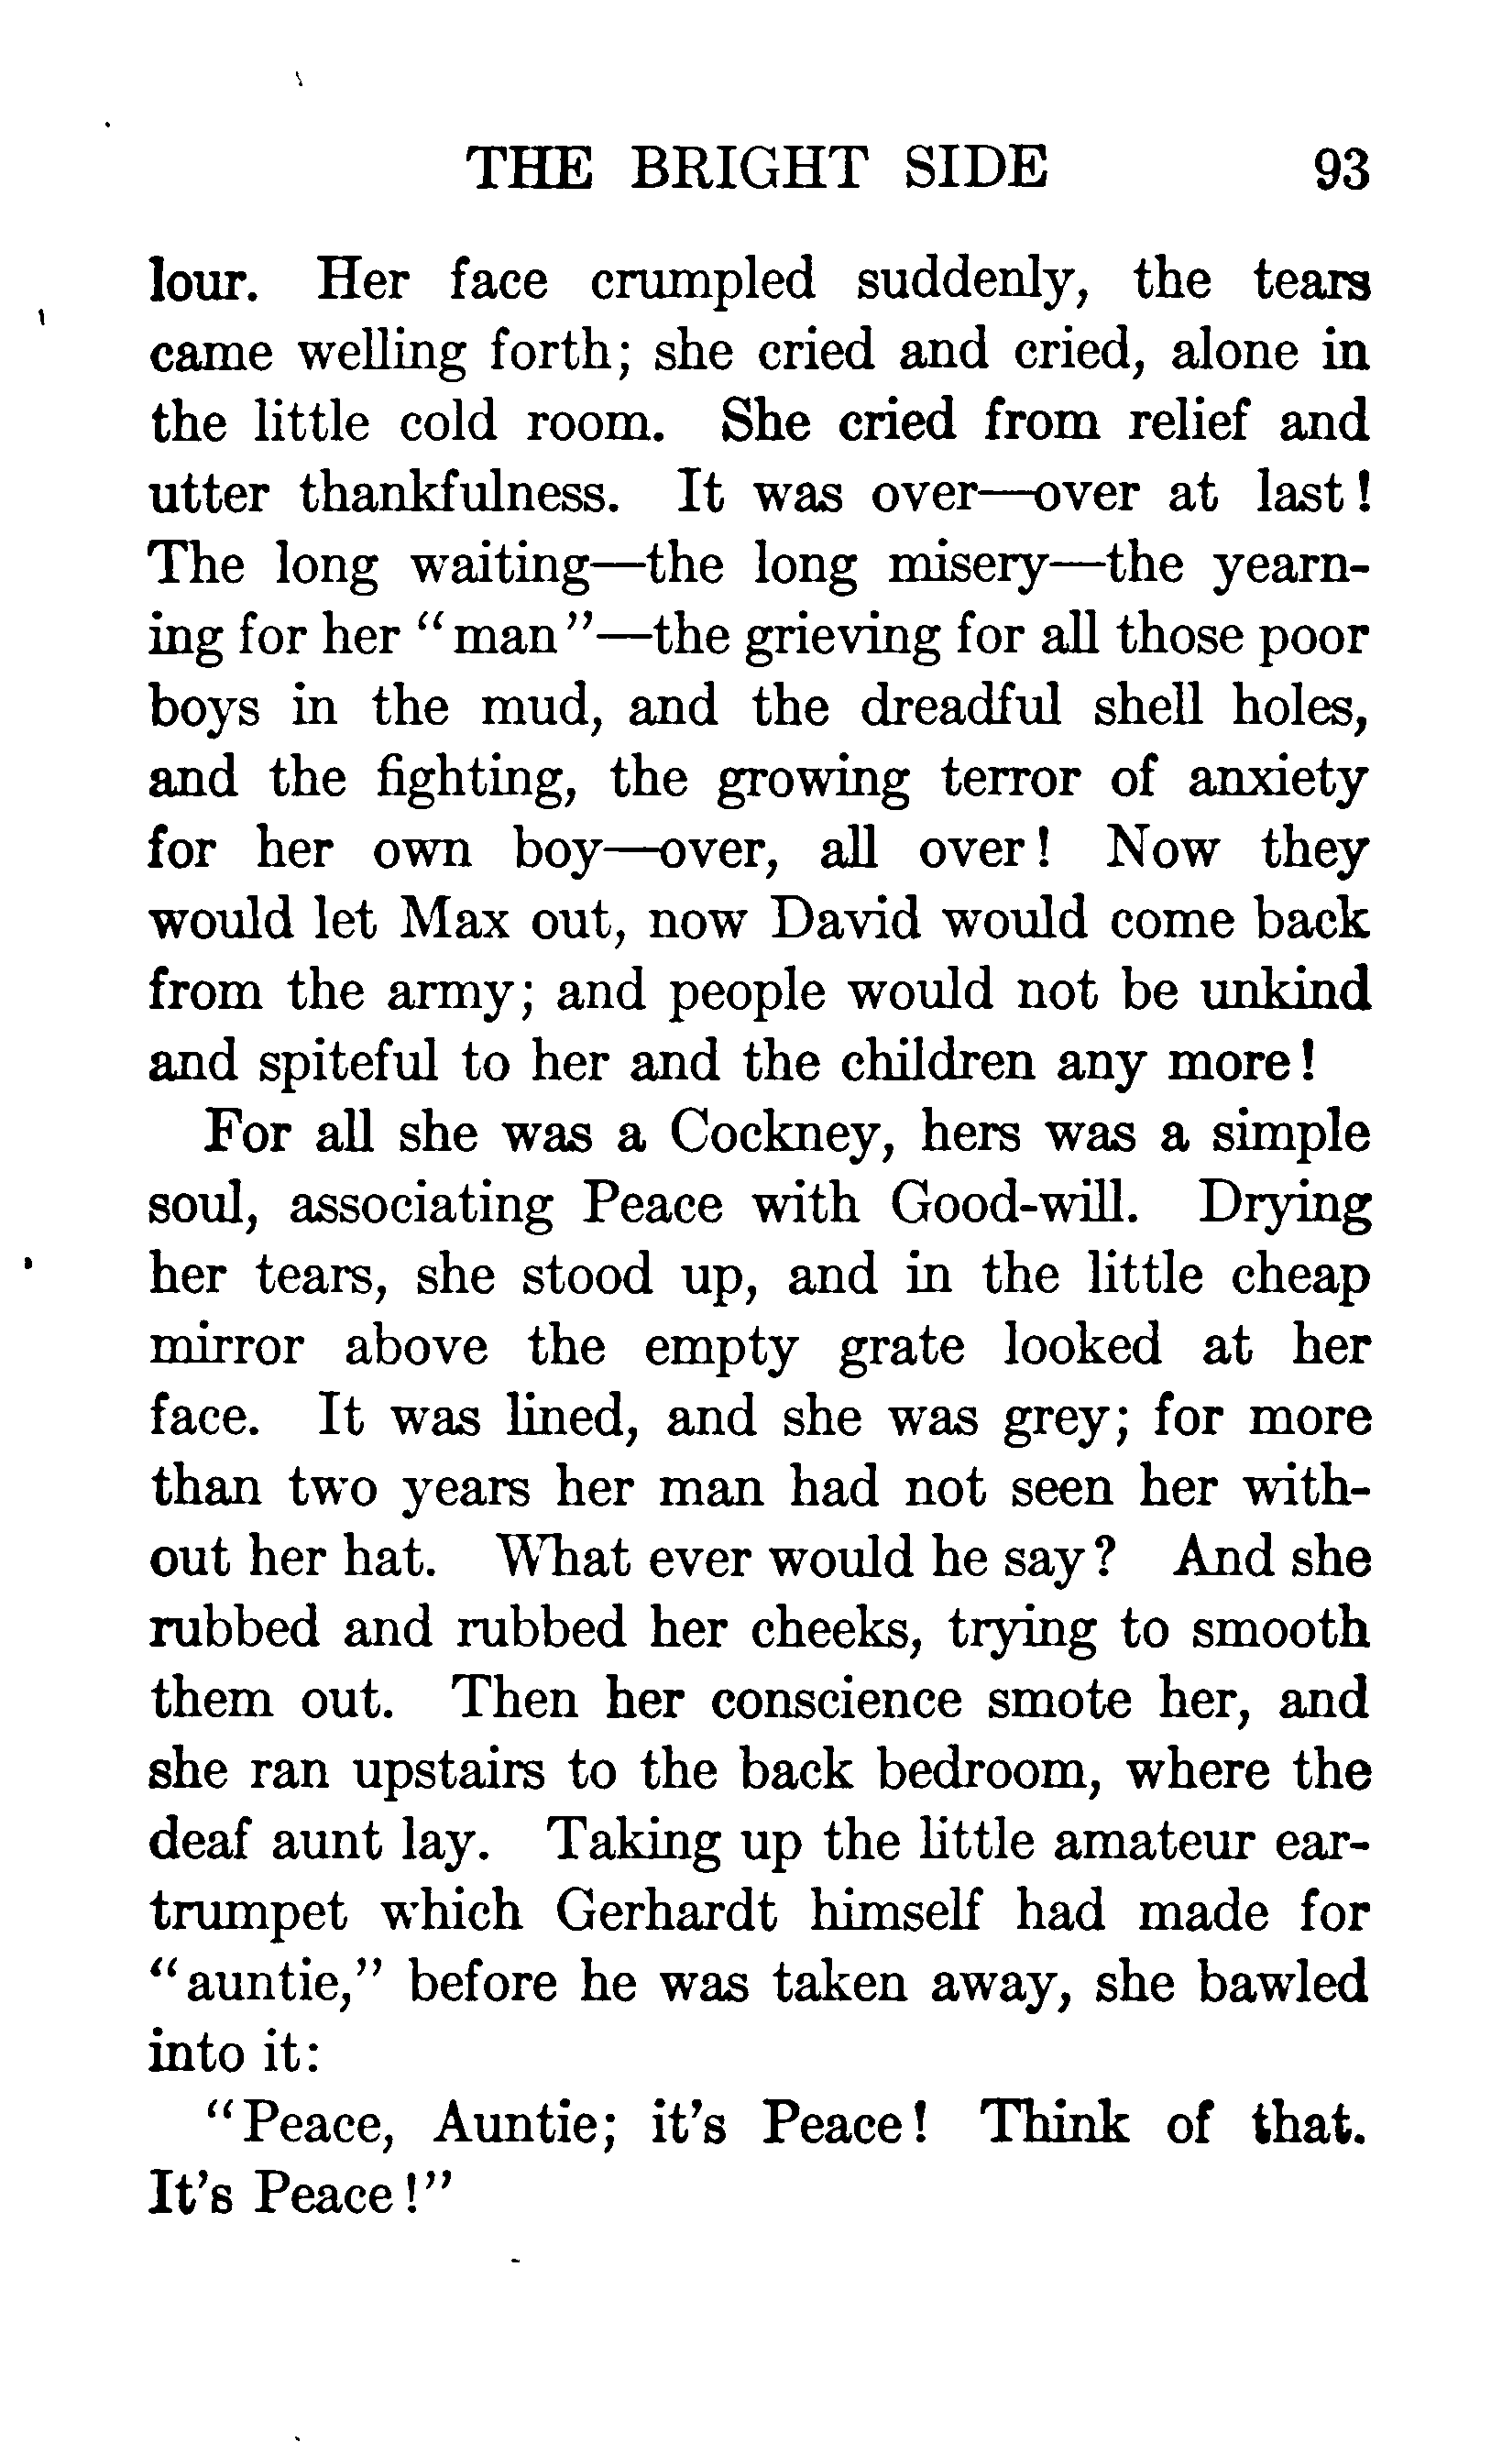 THE BRIGHT SIDE 93
lour. Her face crumpled suddenly, the tears
came welling forth; she cried and cried, alone in
the little cold room. She cried from relief and
utter thankfulness. It was over—over at last!
The long waiting—the long misery—the yearn-
ing for her "man"—the grieving for all those poor
boys in the mud, and the dreadful shell holes,
and the fighting, the growing terror of anxiety
for her own boy—over, all over! Now they
would let Max out, now David would come back
from the army; and people would not be unkind
and spiteful to her and the children any more!
For all she was a Cockney, hers was a simple
soul, associating Peace with Good-will. Drying
her tears, she stood up, and in the little cheap
mirror above the empty grate looked at her
face. It was lined, and she was grey; for more
than two years her man had not seen her with-
out her hat. What ever would he say? And she
rubbed and rubbed her cheeks, trying to smooth
them out. Then her conscience smote her, and
she ran upstairs to the back bedroom, where the
deaf aunt lay. Taking up the little amateur ear-
trumpet which Gerhardt himself had made for
"auntie," before he was taken away, she bawled
into it:
"Peace, Auntie; it's Peace! Think of that.
It's Peace!"